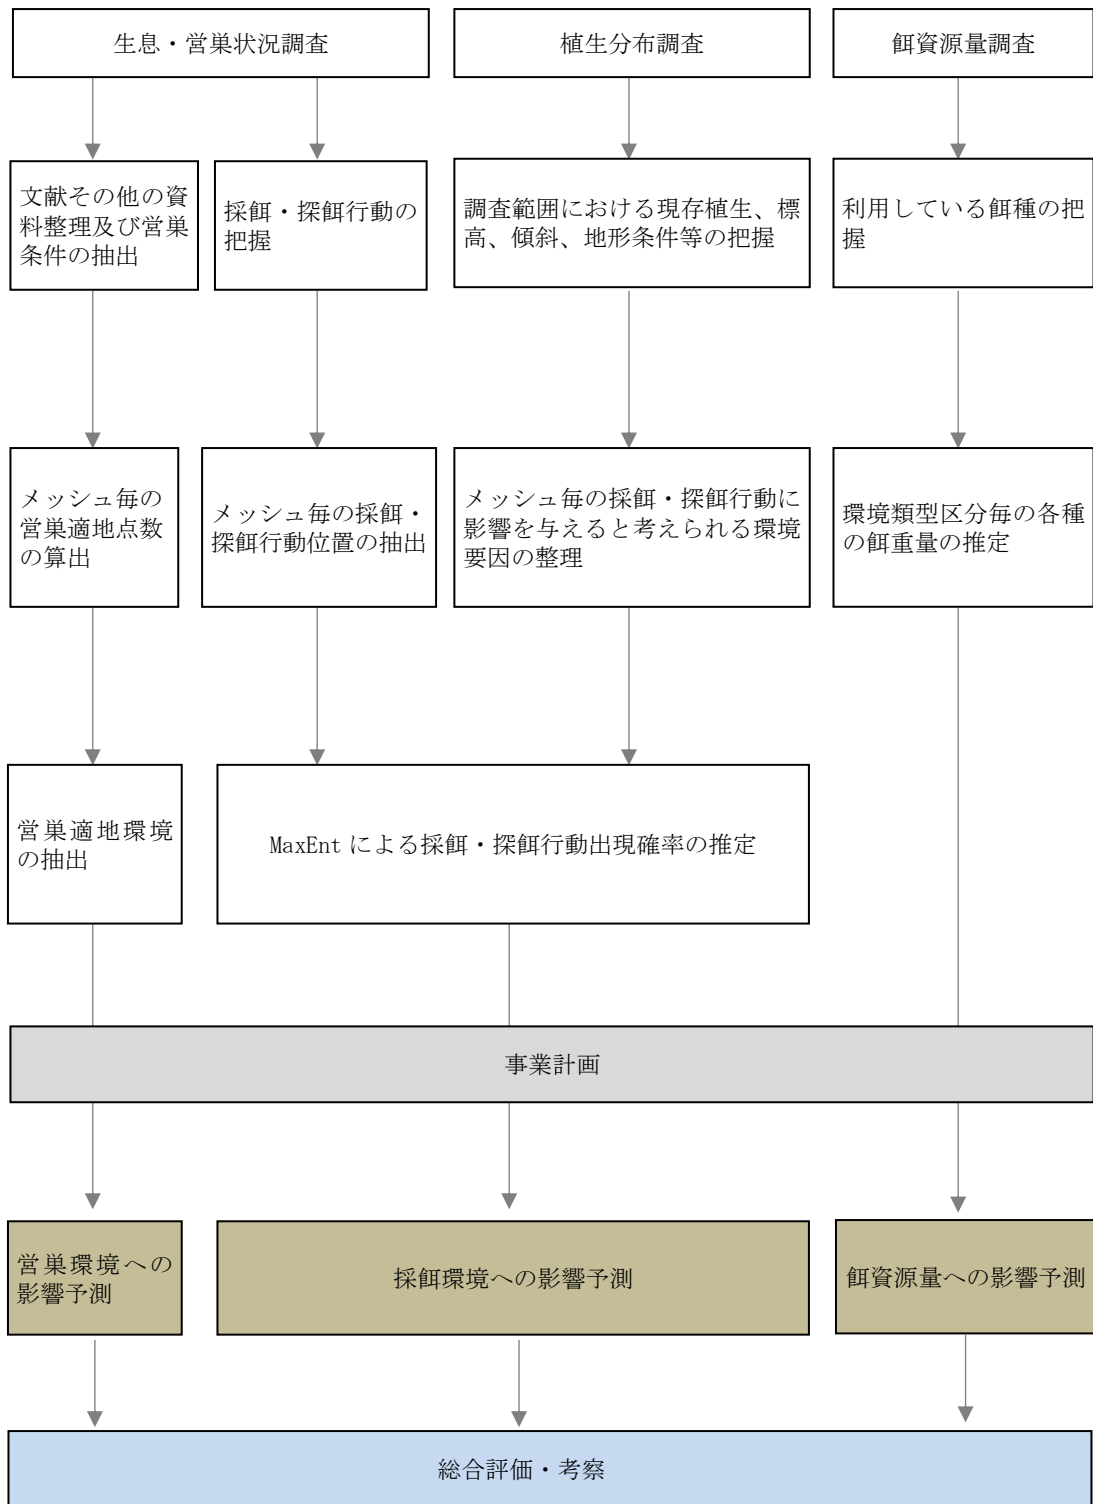 生息・営巣状況調査
植生分布調査
餌資源量調査
文献その他の資
料整理及び営巣
条件の抽出
採餌・探餌行動の
把握
調査範囲における現存植生、標
高、傾斜、地形条件等の把握
利用している餌種の把
握
メッシュ毎の
営巣適地点数
の算出
メッシュ毎の採餌・
探餌行動位置の抽出
メッシュ毎の採餌・探餌行動に
影響を与えると考えられる環境
要因の整理
環境類型区分毎の各種
の餌重量の推定
営巣適地環境
の抽出
MaxEnt による採餌・探餌行動出現確率の推定
事業計画
営巣環境への
影響予測
採餌環境への影響予測
餌資源量への影響予測
総合評価・考察